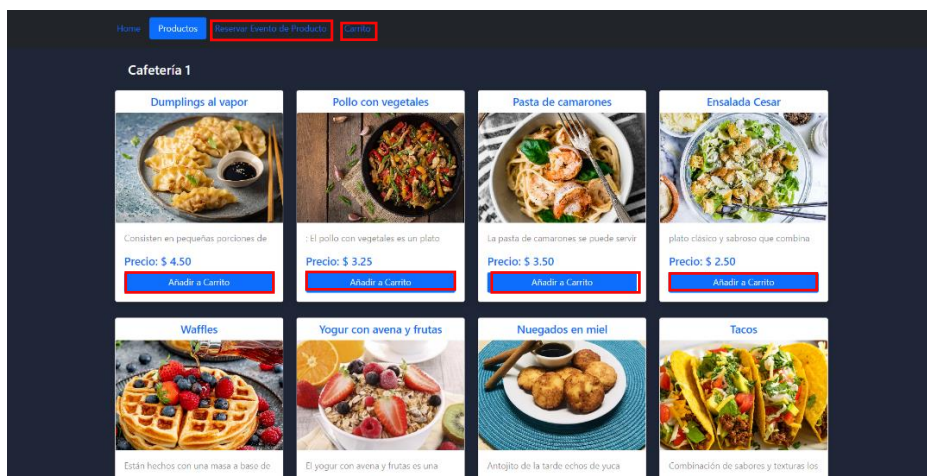 Home Productos Reservar Evento de Producto Carrito
Cafetería 1
Dumplings al vapor
Pollo con vegetales
Pasta de camarones
Ensalada Cesar
Consisten en pequeñas porciones de
: El pollo con vegetales es un plato
La pasta de camarones se puede servir
plato clásico y sabroso que combina
Precio: $ 4.50
Precio: $ 3.25
Precio: $ 3.50
Precio: $ 2.50
Añadir a Carrito
Añadir a Carrito
Añadir a Carrito
Añadir a Carrito
Waffles
Yogur con avena y frutas
Nuegados en miel
Tacos
Están hechos con una masa a base de
El yogur con avena y frutas es una
Antojito de la tarde echos de yuca
Combinación de sabores y texturas los